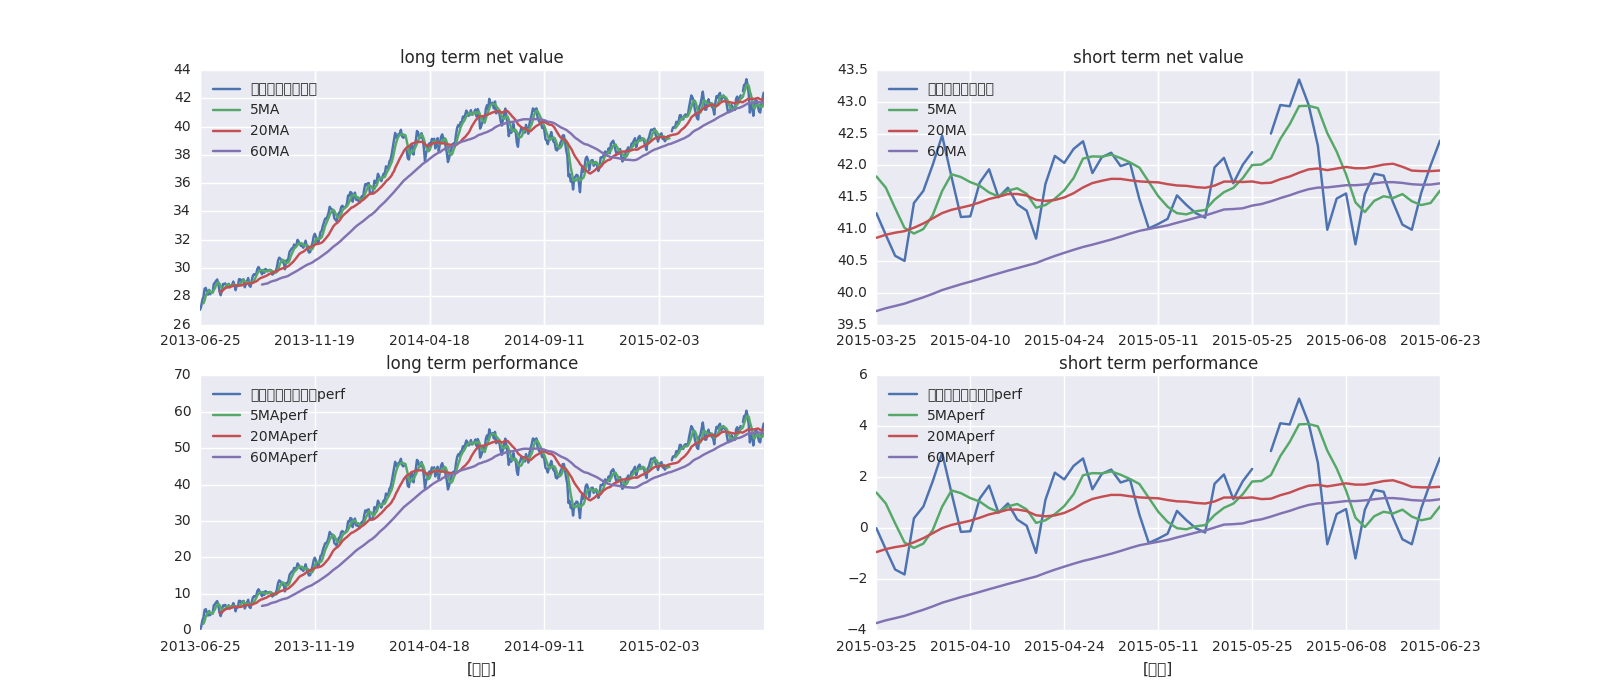 long term net value
44
42
40
38
36
34
32
30
28
26
5MA
20MA
60MA
2013-06-25 2013-11-19 2014-04-18 2014-09-11 2015-02-03
short term net value
43.5
43.0
42.5
42.0
41.5
41.0
40.5
40.0
39.5
5MA
20MA
60MA
2015-03-25 2015-04-10 2015-04-24 2015-05-11 2015-05-25 2015-06-08 2015-06-23
long term performance
70
60
50
40
30
20
10
0
perf
5MAperf
20MAperf
60MAperf
2013-06-25 2013-11-19 2014-04-18 2014-09-11 2015-02-03
short term performance
6
4
2
0
−2
−4
perf
5MAperf
20MAperf
60MAperf
2015-03-25 2015-04-10 2015-04-24 2015-05-11 2015-05-25 2015-06-08 2015-06-23